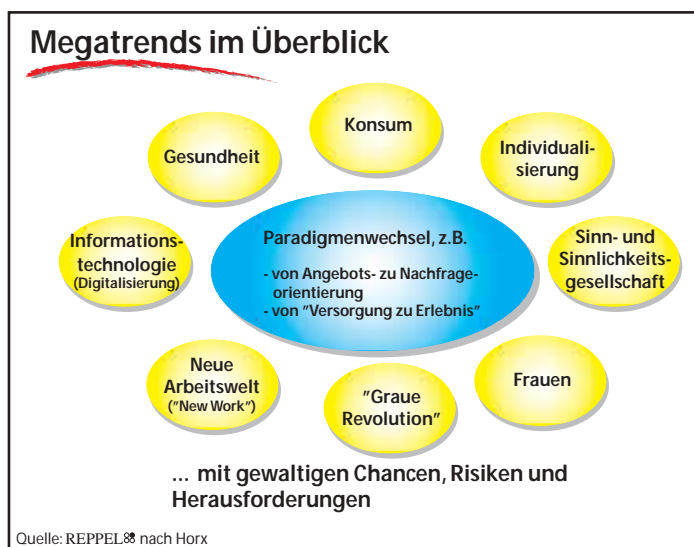 Megatrends im Überblick
Konsum
Gesundheit
Individuali-
sierung
Informations-
technologie
(Digitalisierung)
Paradigmenwechsel, z.B.
- von Angebots- zu Nachfrage-
orientierung
- von "Versorgung zu Erlebnis"
Sinn- und
Sinnlichkeits-
gesellschaft
Neue
Arbeitswelt
("New Work")
"Graue
Revolution"
Frauen
... mit gewaltigen Chancen, Risiken und
Herausforderungen
Quelle: REPPEL nach Horx